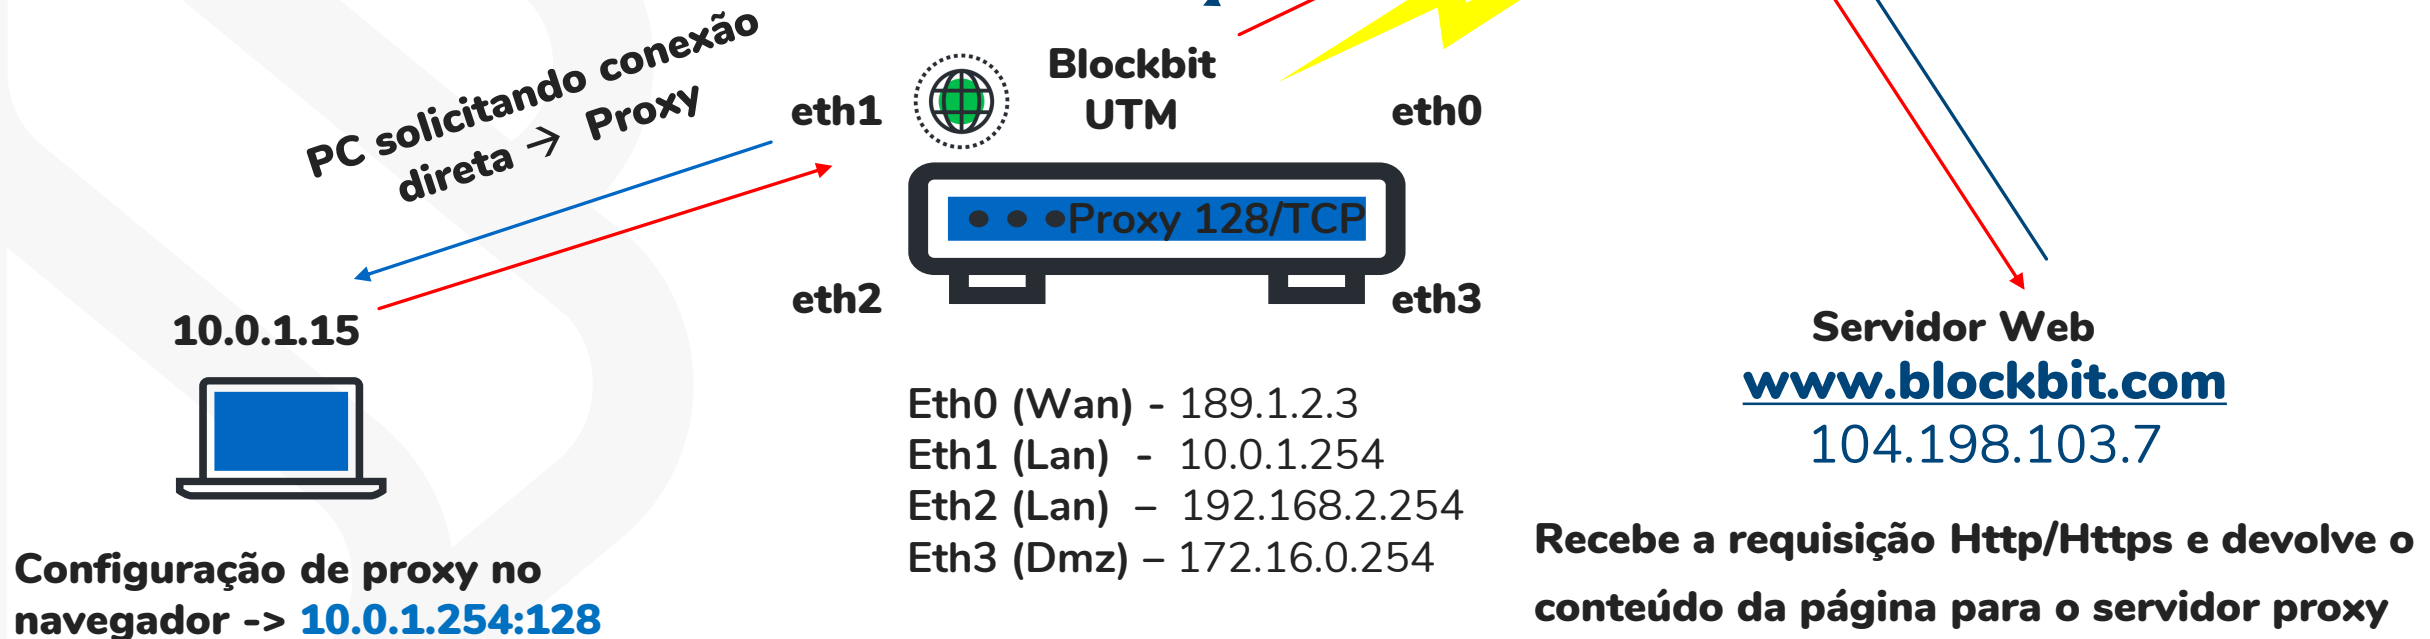 PC solicitando conexão
direta → Proxy
Blockbit
UTM
eth1
eth0
Proxy 128/TCP
eth2
eth3
10.0.1.15
Configuração de proxy no
navegador -> 10.0.1.254:128
Eth0 (Wan) - 189.1.2.3
Eth1 (Lan) - 10.0.1.254
Eth2 (Lan) – 192.168.2.254
Eth3 (Dmz) – 172.16.0.254
Servidor Web
www.blockbit.com
104.198.103.7
Recebe a requisição Http/Https e devolve o
conteúdo da página para o servidor proxy